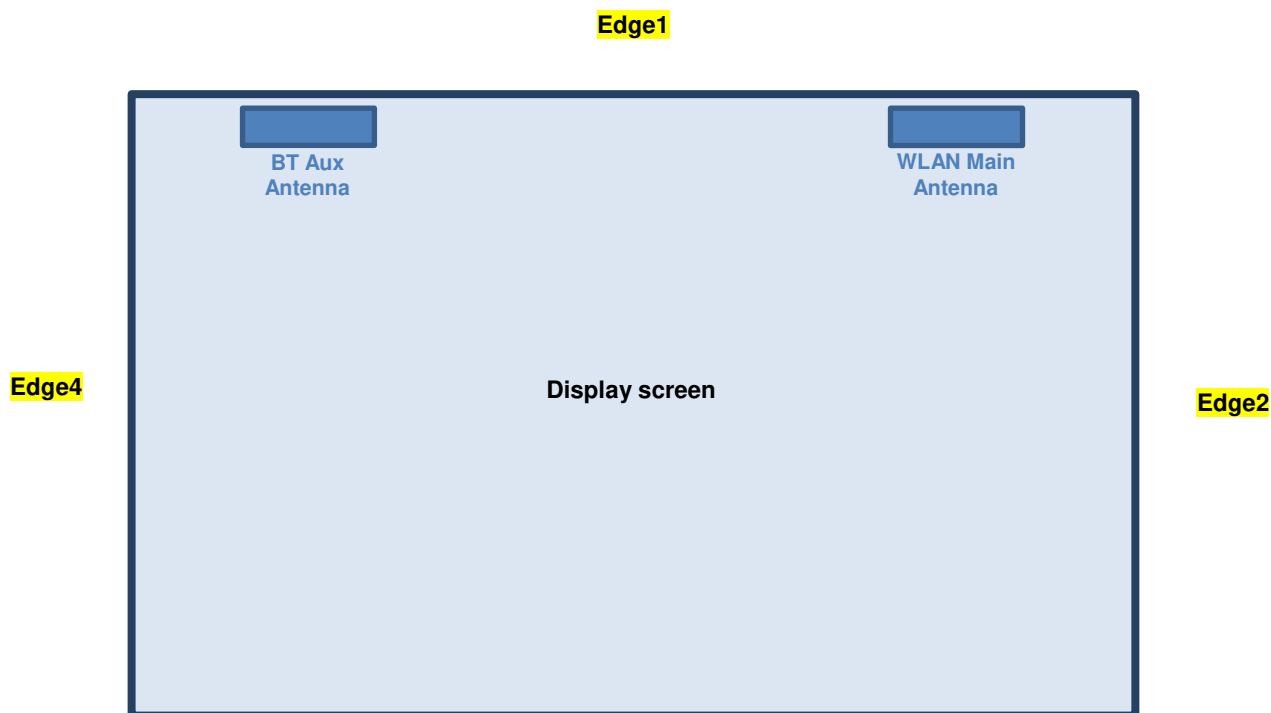 Edge1
BT Aux
Antenna
WLAN Main
Antenna
Edge4
Display screen
Edge2